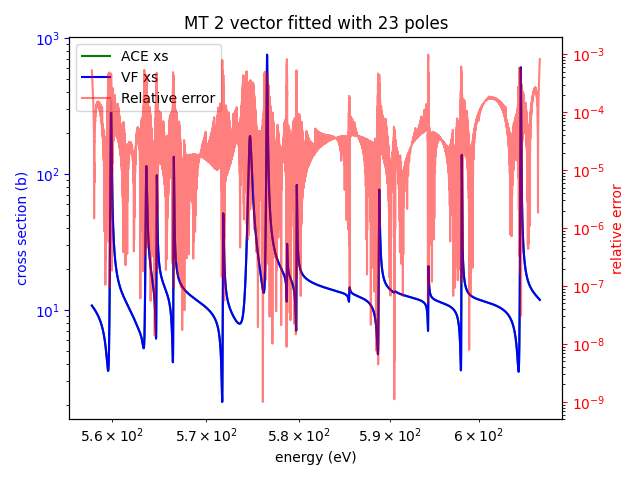 MT 2 vector fitted with 23 poles
ACE xs
VF xs
Relative error
cross section (b)
10³
10²
10¹
relative error
10⁻³
10⁻⁴
10⁻⁵
10⁻⁶
10⁻⁷
10⁻⁸
10⁻⁹
5.6 × 10² 5.7 × 10² 5.8 × 10² 5.9 × 10² 6 × 10²
energy (eV)